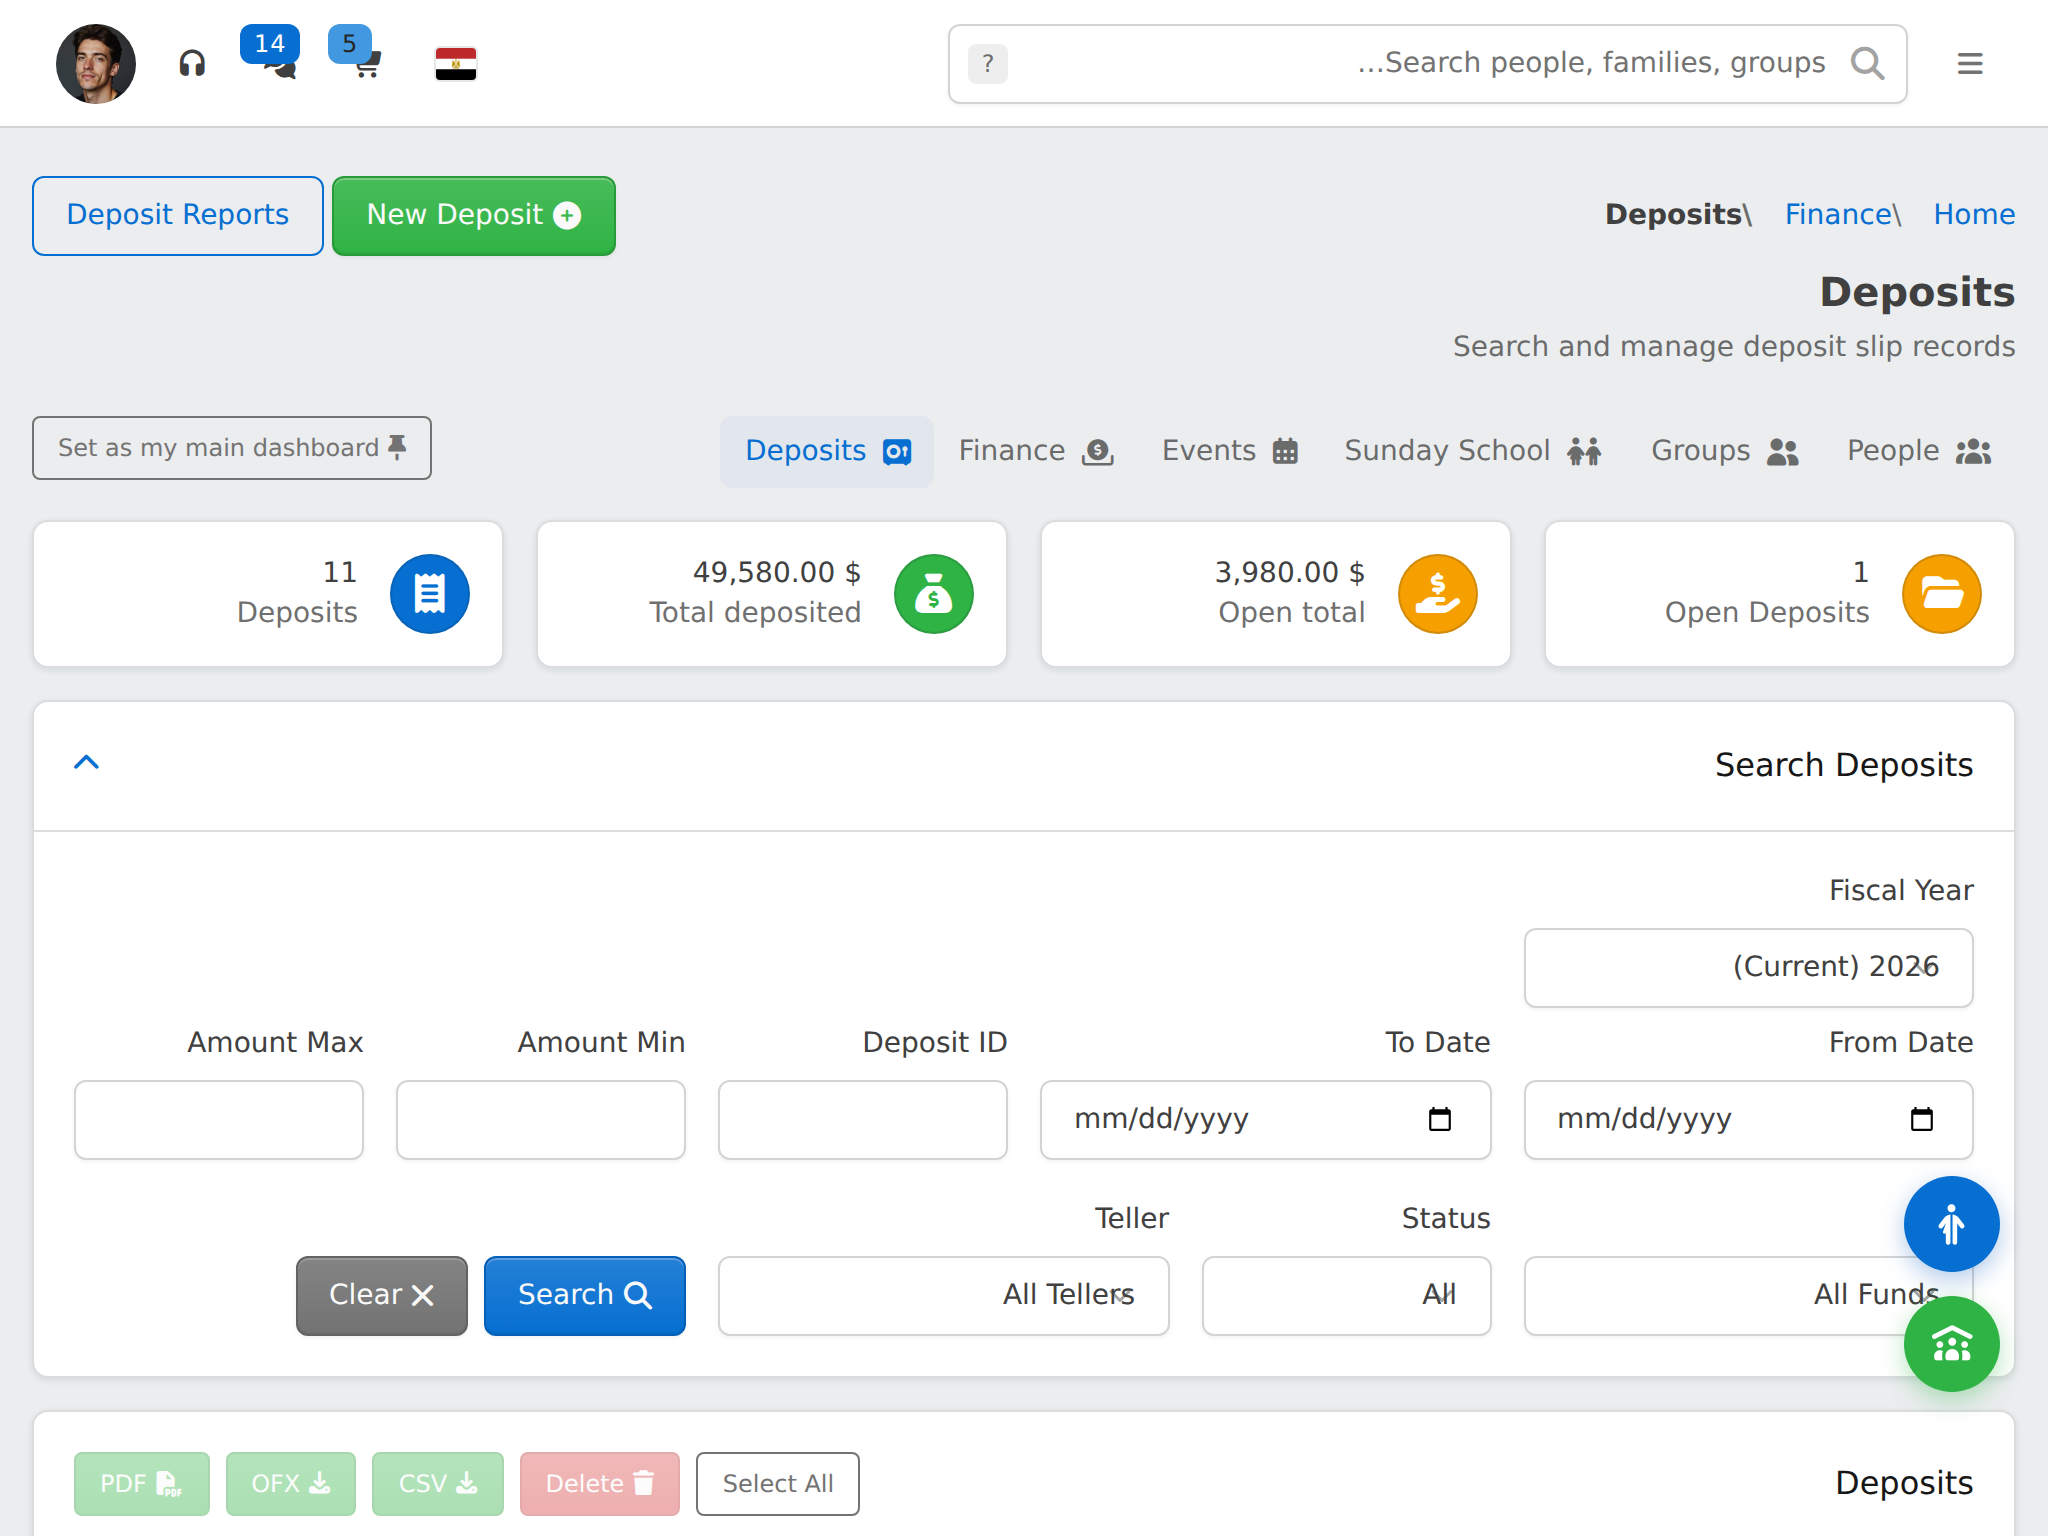 14
5
?
...Search people, families, groups
Deposit Reports
New Deposit
Deposits\ Finance\ Home
Deposits
Search and manage deposit slip records
Set as my main dashboard
Deposits
Finance
Events
Sunday School
Groups
People
11
Deposits
49,580.00 $
Total deposited
3,980.00 $
Open total
1
Open Deposits
Search Deposits
Fiscal Year
(Current) 2026
Amount Max
Amount Min
Deposit ID
To Date
From Date
mm/dd/yyyy
mm/dd/yyyy
Teller
Status
Clear
Search
All Tellers
All
All Funds
PDF
OFX
CSV
Delete
Select All
Deposits